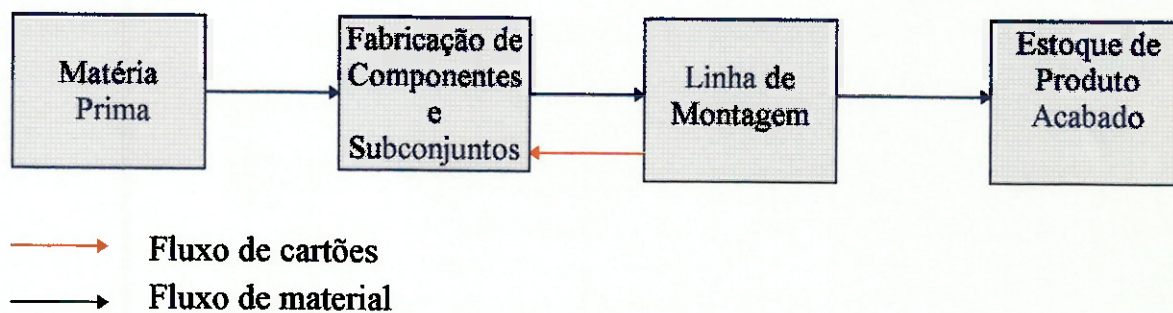 Matéria
Prima
Fabricação de
Componentes
e
Subconjuntos
Linha de
Montagem
Estoque de
Produto
Acabado
Fluxo de cartões
Fluxo de material